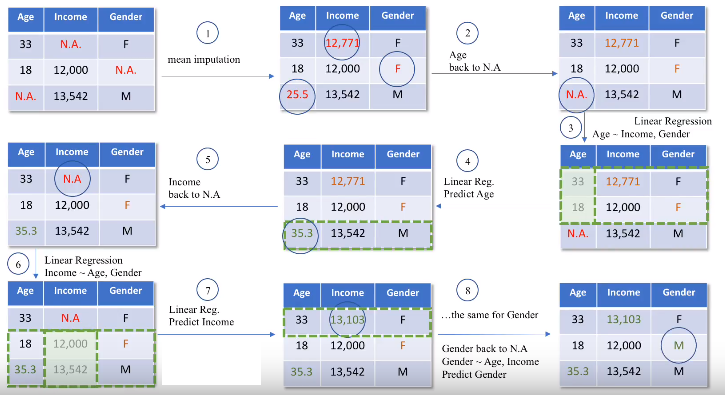 Age Income Gender
33 N.A. F
18 12,000 N.A.
N.A. 13,542 M
1
mean imputation
Age Income Gender
33 12,771 F
18 12,000 F
25.5 13,542 M
2
Age
back to N.A
Age Income Gender
33 12,771 F
18 12,000 F
N.A. 13,542 M
3
Linear Regression
Age ~ Income, Gender
Age Income Gender
33 12,771 F
18 12,000 F
N.A. 13,542 M
4
Linear Reg.
Predict Age
Age Income Gender
33 12,771 F
18 12,000 F
35.3 13,542 M
5
Income
back to N.A
Age Income Gender
33 N.A F
18 12,000 F
35.3 13,542 M
6
Linear Regression
Income ~ Age, Gender
Age Income Gender
33 N.A F
18 12,000 F
35.3 13,542 M
7
Linear Reg.
Predict Income
Age Income Gender
33 13,103 F
18 12,000 F
35.3 13,542 M
8
...the same for Gender
Gender back to N.A
Gender ~ Age, Income
Predict Gender
Age Income Gender
33 13,103 F
18 12,000 M
35.3 13,542 M